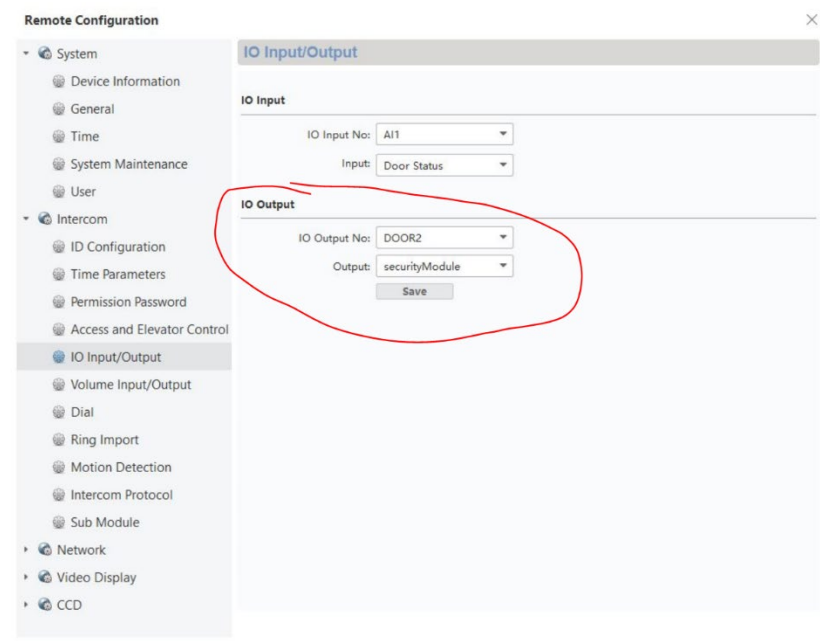 Remote Configuration
System
Device Information
General
Time
System Maintenance
User
Intercom
ID Configuration
Time Parameters
Permission Password
Access and Elevator Control
IO Input/Output
Volume Input/Output
Dial
Ring Import
Motion Detection
Intercom Protocol
Sub Module
Network
Video Display
CCD
IO Input/Output
IO Input
IO Input No: AI1
Input: Door Status
IO Output
IO Output No: DOOR2
Output: securityModule
Save